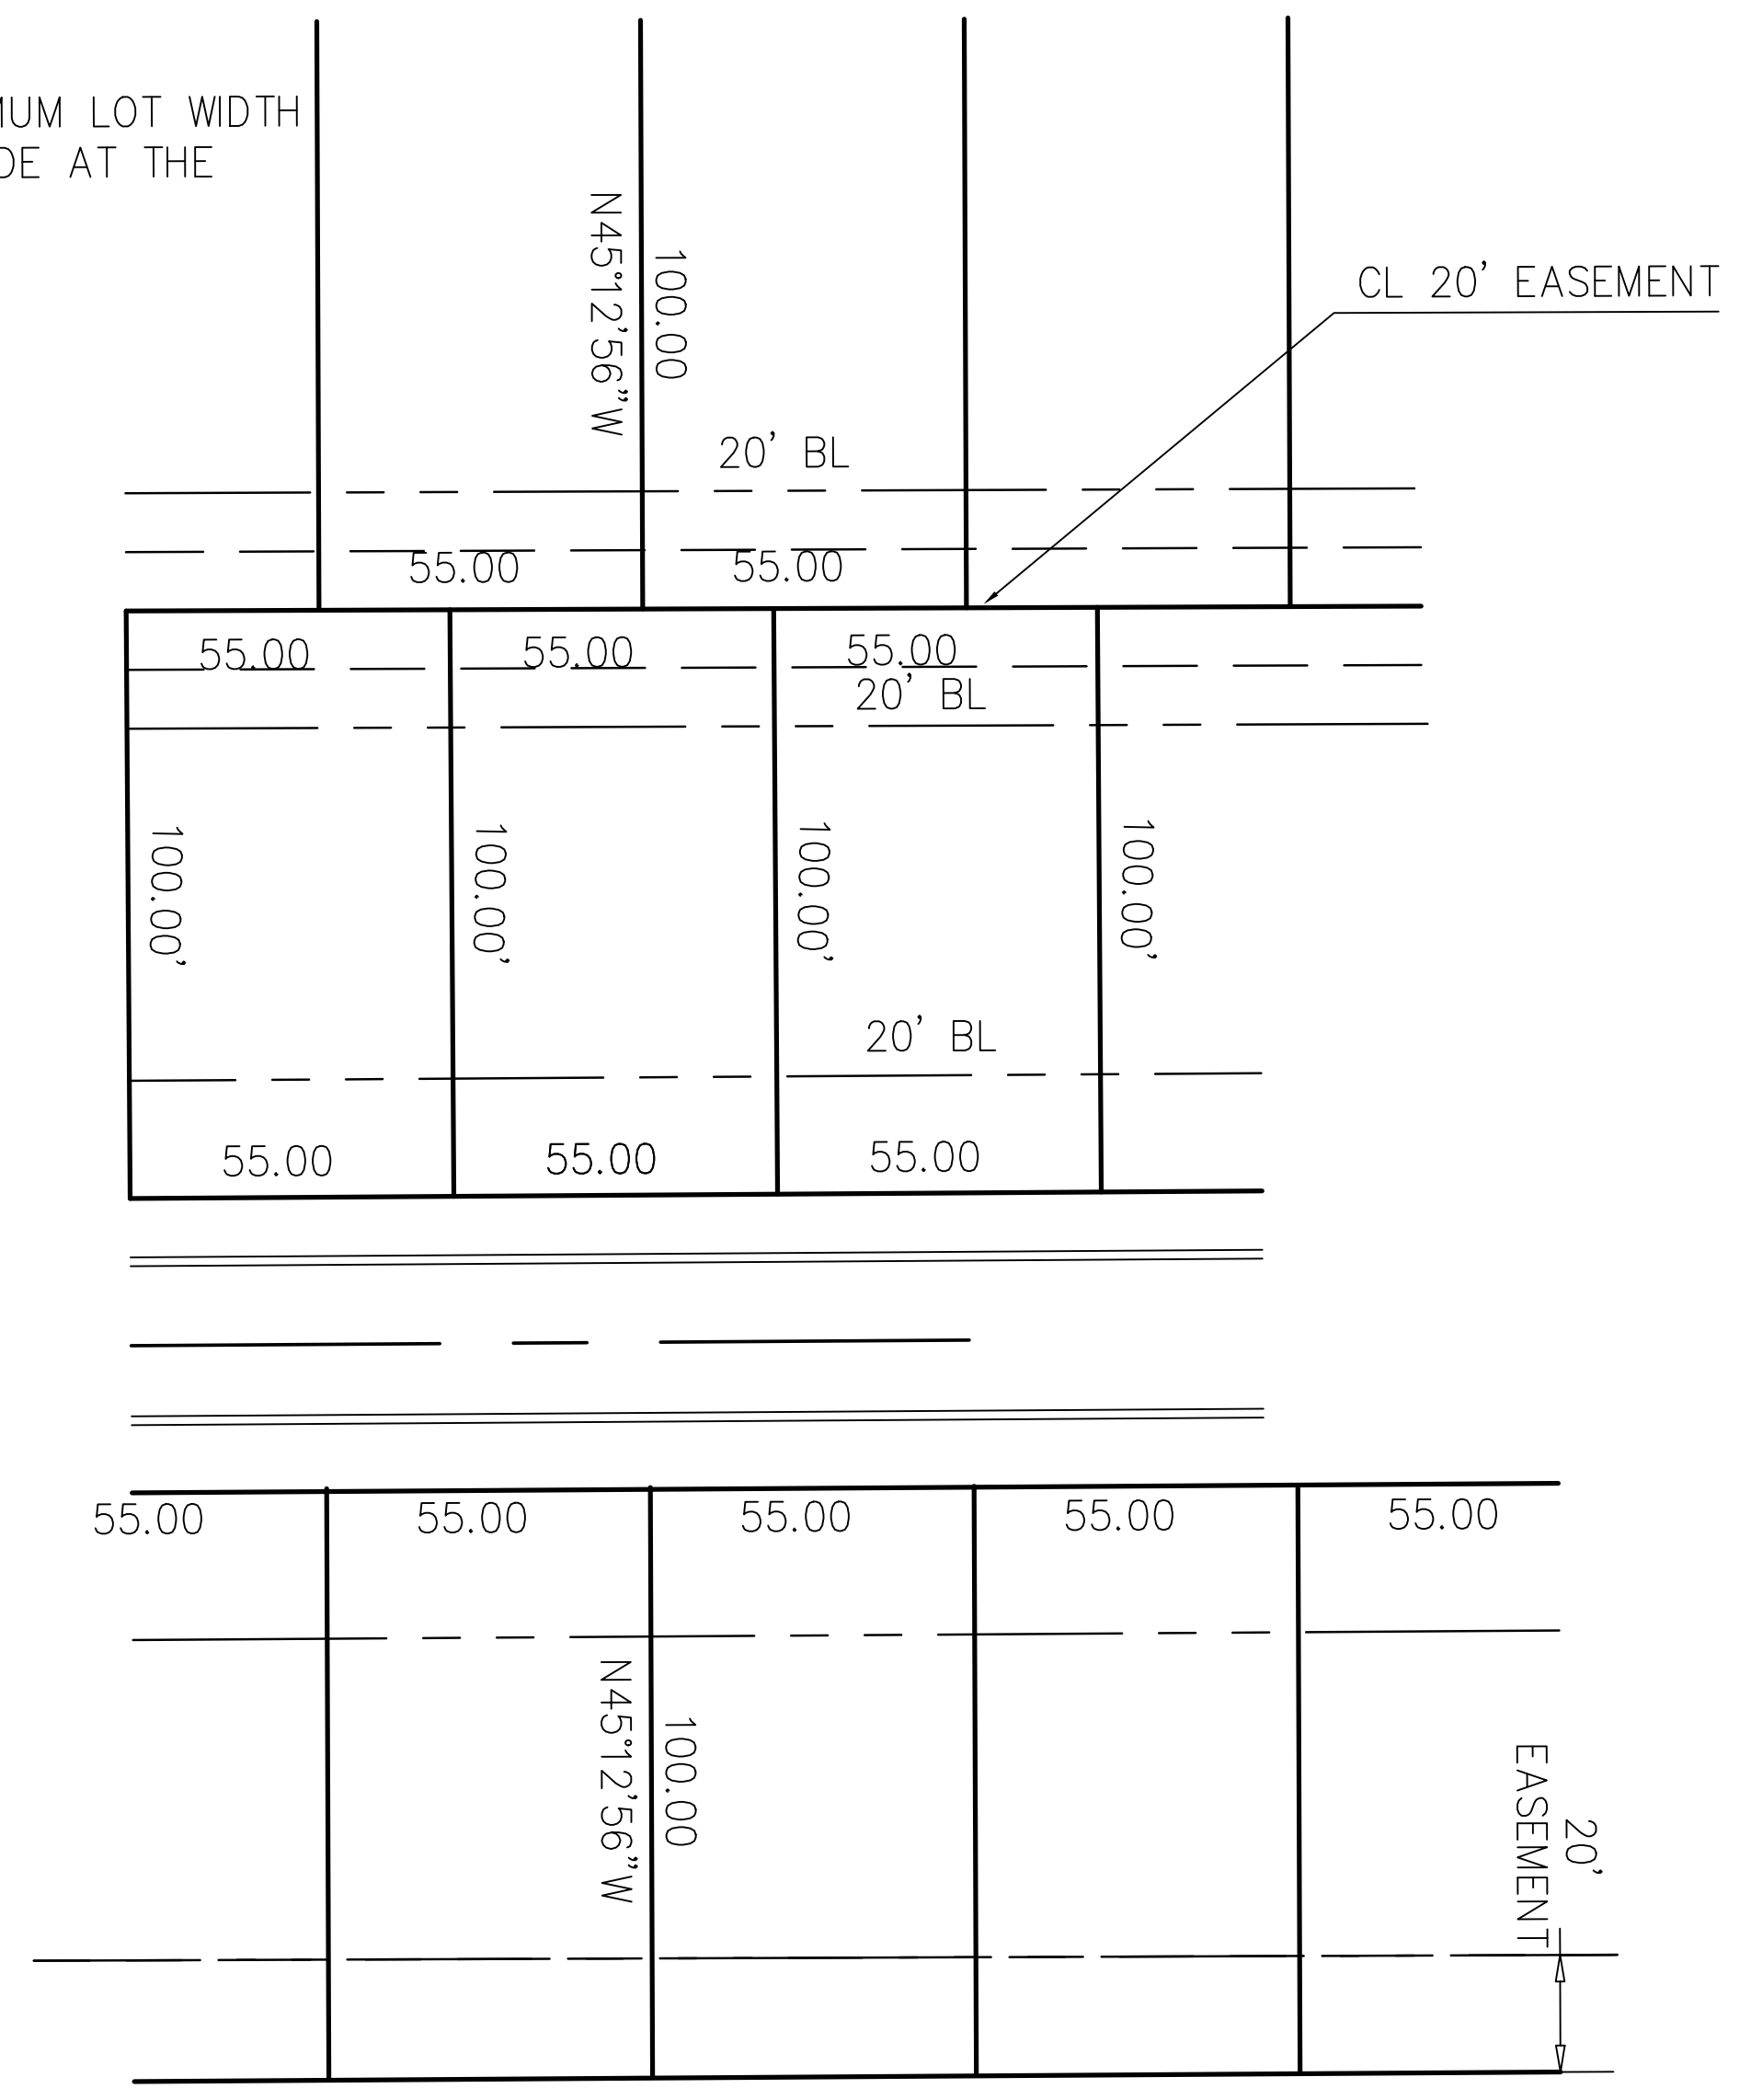 MUM LOT WIDTH
DE AT THE
N45°12'56"W
100.00
CL 20' EASEMENT
20' BL
55.00 55.00
55.00 55.00 55.00
20' BL
100.00' 100.00' 100.00' 100.00'
20' BL
55.00 55.00 55.00
55.00 55.00 55.00 55.00 55.00
N45°12'56"W
100.00
20'
EASEMENT